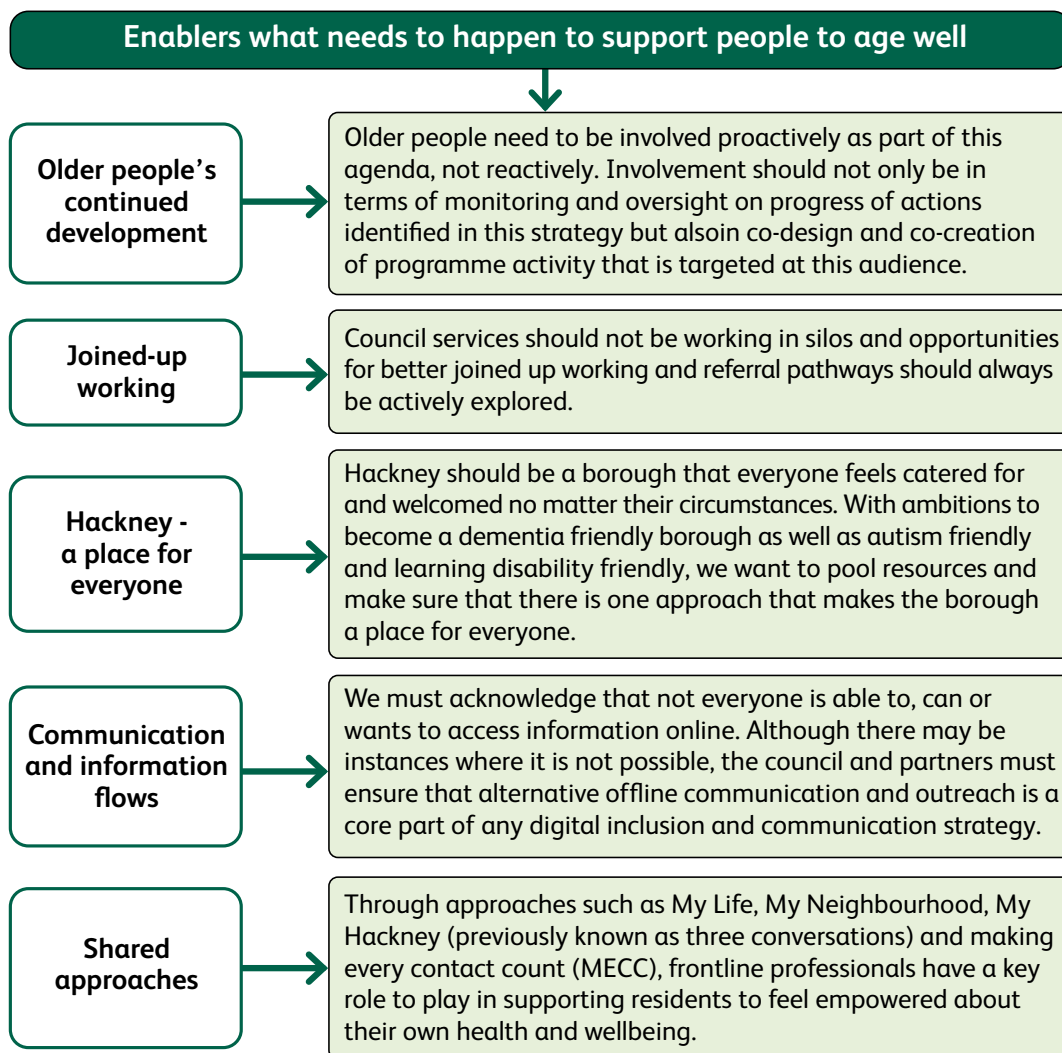 Enablers what needs to happen to support people to age well
Older people's
continued
development
Older people need to be involved proactively as part of this
agenda, not reactively. Involvement should not only be in
terms of monitoring and oversight on progress of actions
identified in this strategy but alsoin co-design and co-creation
of programme activity that is targeted at this audience.
Joined-up
working
Council services should not be working in silos and opportunities
for better joined up working and referral pathways should always
be actively explored.
Hackney -
a place for
everyone
Hackney should be a borough that everyone feels catered for
and welcomed no matter their circumstances. With ambitions to
become a dementia friendly borough as well as autism friendly
and learning disability friendly, we want to pool resources and
make sure that there is one approach that makes the borough
a place for everyone.
Communication
and information
flows
We must acknowledge that not everyone is able to, can or
wants to access information online. Although there may be
instances where it is not possible, the council and partners must
ensure that alternative offline communication and outreach is a
core part of any digital inclusion and communication strategy.
Shared
approaches
Through approaches such as My Life, My Neighbourhood, My
Hackney (previously known as three conversations) and making
every contact count (MECC), frontline professionals have a key
role to play in supporting residents to feel empowered about
their own health and wellbeing.